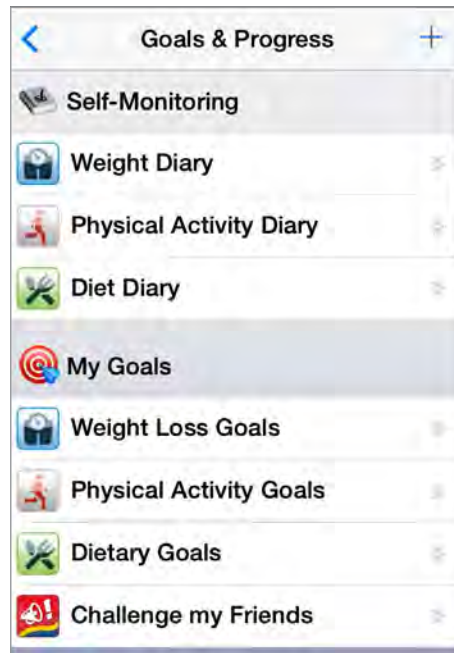 Goals & Progress
Self-Monitoring
Weight Diary
Physical Activity Diary
Diet Diary
My Goals
Weight Loss Goals
Physical Activity Goals
Dietary Goals
Challenge my Friends